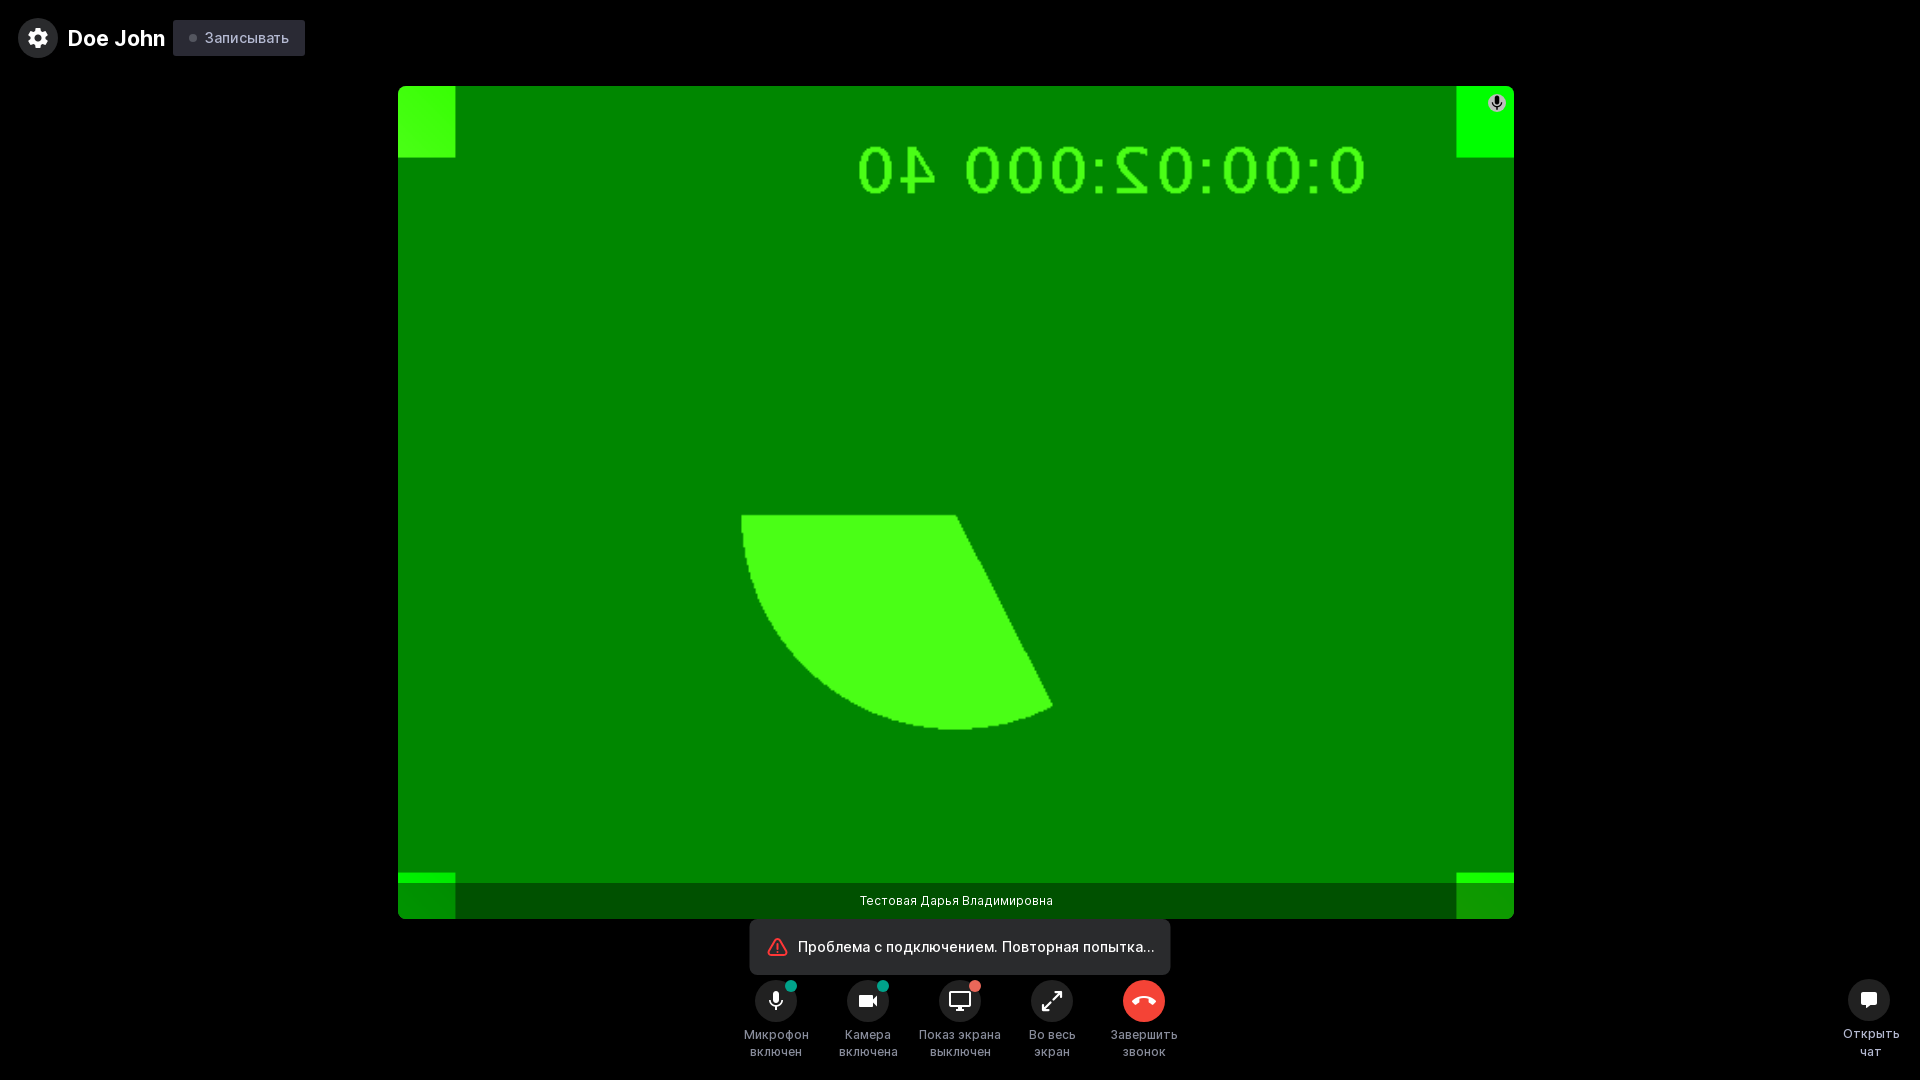 Doe John
Записывать
0:00:02:000 40
Тестовая Дарья Владимировна
Проблема с подключением. Повторная попытка...
Микрофон включен
Камера включена
Показ экрана выключен
Во весь экран
Завершить звонок
Открыть чат